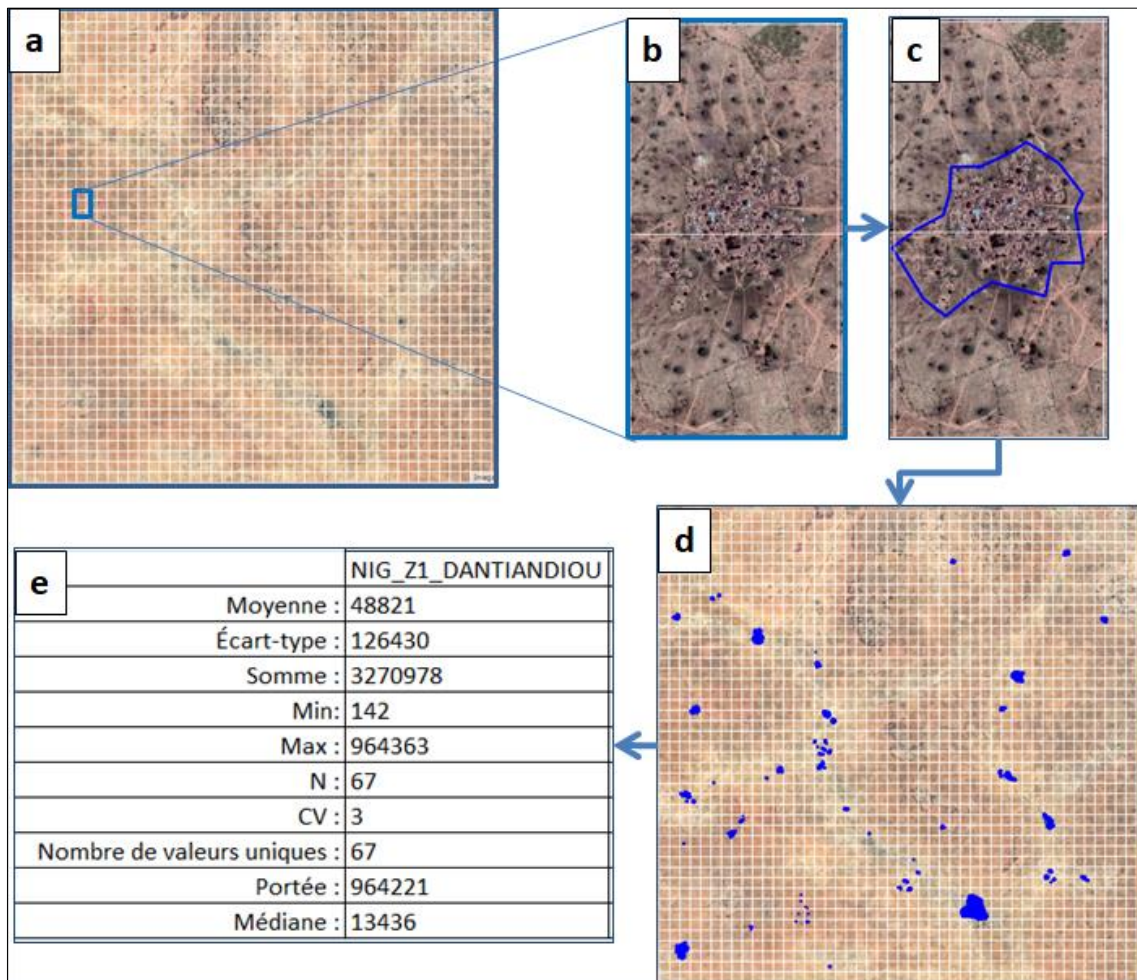 a
b
c
d
e
NIG_Z1_DANTIANDIOU
Moyenne : 48821
Écart-type : 126430
Somme : 3270978
Min: 142
Max : 964363
N : 67
CV : 3
Nombre de valeurs uniques : 67
Portée : 964221
Médiane : 13436